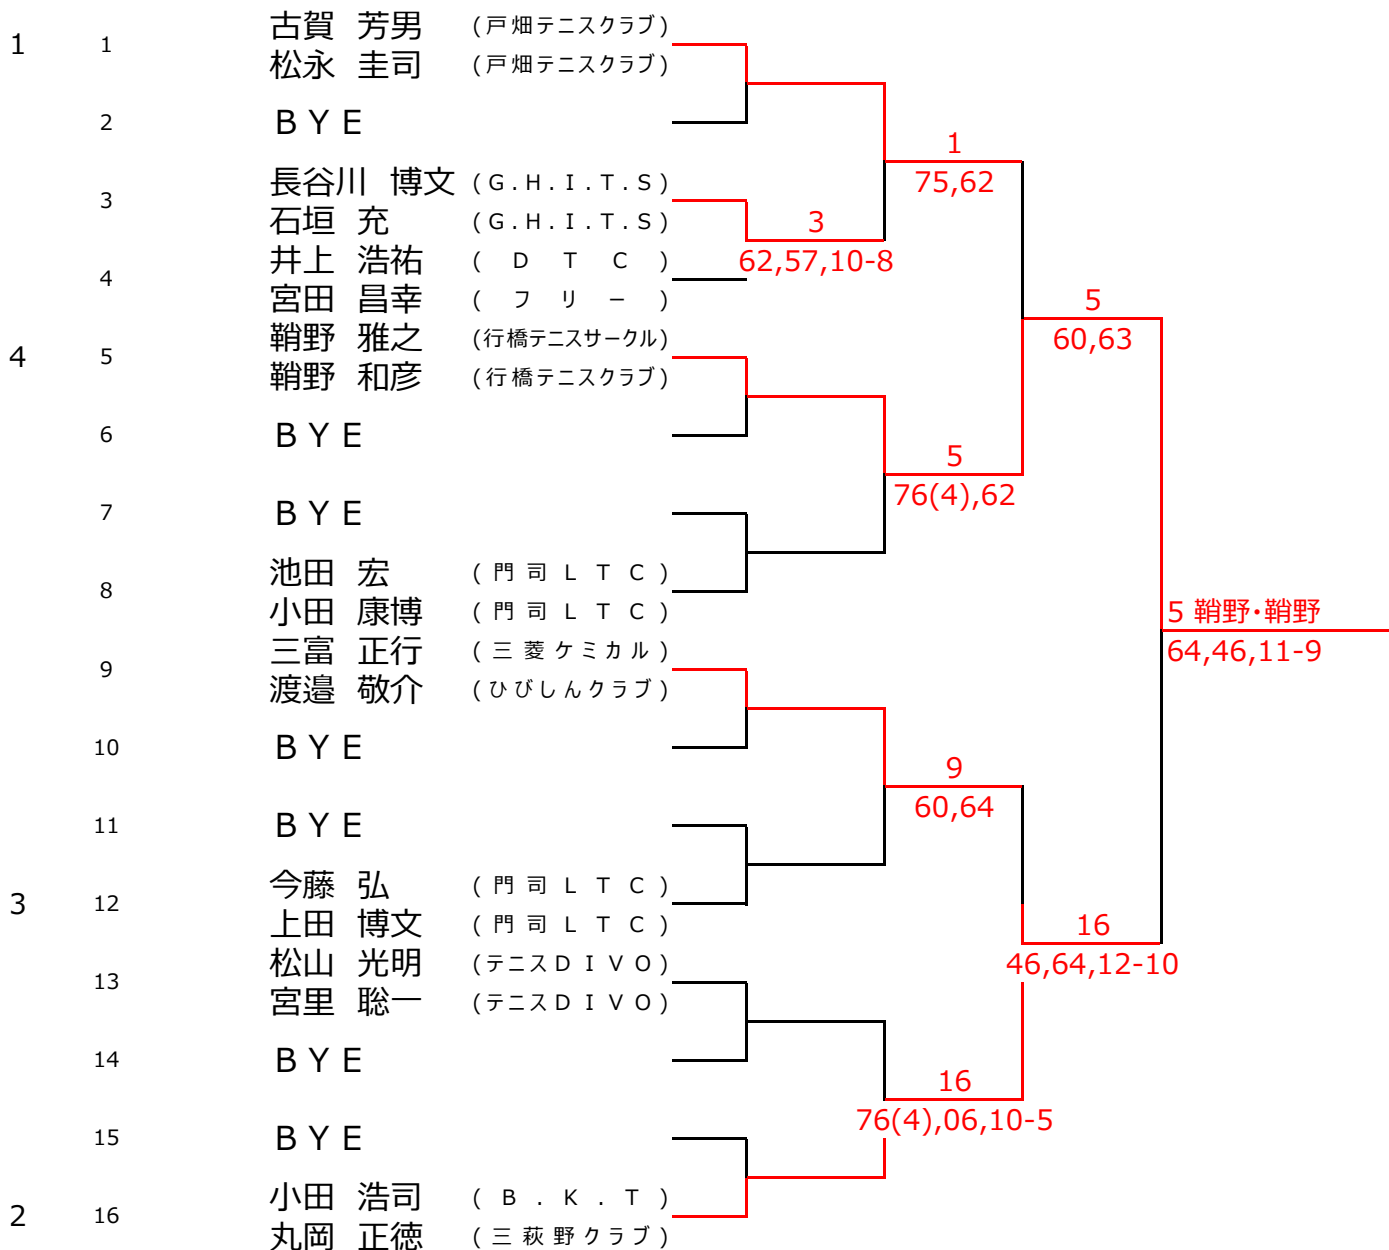 古賀 芳男 (戸畑テニスクラブ)
1 1
松永 圭司 (戸畑テニスクラブ)
2 BYE
1
長谷川 博文 (G.H.I.T.S) 75,62
3
石垣 充 (G.H.I.T.S) 3
井上 浩祐 (DTC) 62,57,10-8
4
宮田 昌幸 (フリー) 5
鞘野 雅之 (行橋テニスサークル) 60,63
4 5
鞘野 和彦 (行橋テニスクラブ)
6 BYE
5
76(4),62
7 BYE
池田 宏 (門司LTC)
8
小田 康博 (門司LTC) 5 鞘野・鞘野
三富 正行 (三菱ケミカル) 64,46,11-9
9
渡邉 敬介 (ひびしんクラブ)
10 BYE
9
60,64
11 BYE
今藤 弘 (門司LTC)
3 12
上田 博文 (門司LTC) 16
松山 光明 (テニスDIVO) 46,64,12-10
13
宮里 聡一 (テニスDIVO)
14 BYE
16
76(4),06,10-5
15 BYE
小田 浩司 (B.K.T)
2 16
丸岡 正徳 (三萩野クラブ)